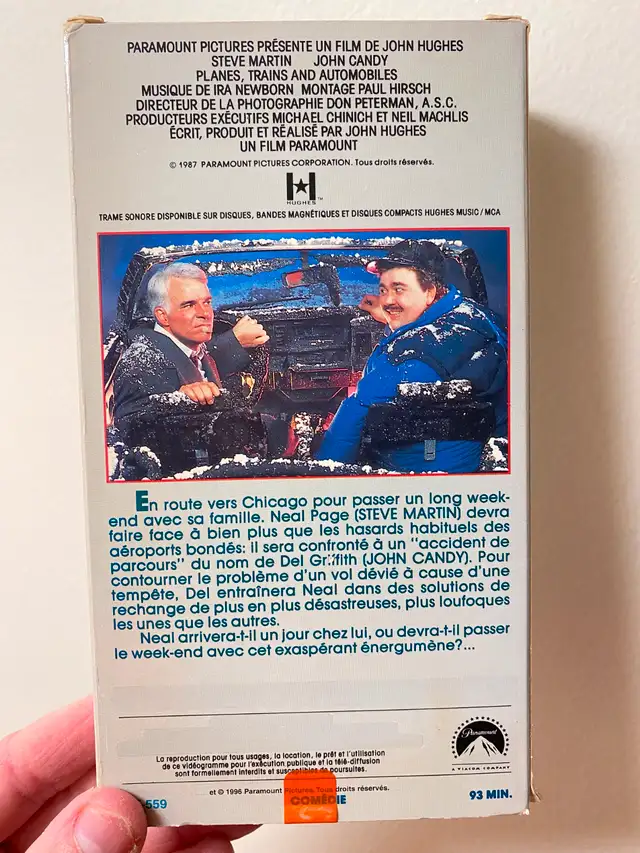 PARAMOUNT PICTURES PRÉSENTE UN FILM DE JOHN HUGHES
STEVE MARTIN JOHN CANDY
PLANES, TRAINS AND AUTOMOBILES
MUSIQUE DE IRA NEWBORN MONTAGE PAUL HIRSCH
DIRECTEUR DE LA PHOTOGRAPHIE DON PETERMAN, A.S.C.
PRODUCTEURS EXÉCUTIFS MICHAEL CHINICH ET NEIL MACHLIS
ÉCRIT, PRODUIT ET RÉALISÉ PAR JOHN HUGHES
UN FILM PARAMOUNT
© 1987 PARAMOUNT PICTURES CORPORATION. Tous droits réservés.
H
HUGHES™
TRAME SONORE DISPONIBLE SUR DISQUES, BANDES MAGNÉTIQUES ET DISQUES COMPACTS HUGHES MUSIC/MCA
En route vers Chicago pour passer un long week-
end avec sa famille. Neal Page (STEVE MARTIN) devra
faire face à bien plus que les hasards habituels des
aéroports bondés: il sera confronté à un "accident de
parcours" du nom de Del Griffith (JOHN CANDY). Pour
contourner le problème d'un vol dévié à cause d'une
tempête, Del entraînera Neal dans des solutions de
rechange de plus en plus désastreuses, plus loufoques
les unes que les autres.
Neal arrivera-t-il un jour chez lui, ou devra-t-il passer
le week-end avec cet exaspérant énergumène?...
La reproduction pour tous usages, la location, le prêt et l'utilisation
de ce vidéogramme pour l'exécution publique et la télé-diffusion
sont formellement interdits et susceptibles de poursuites.
Paramount
A VIACOM COMPANY
et © 1996 Paramount Pictures. Tous droits réservés.
559 COMÉDIE 93 MIN.